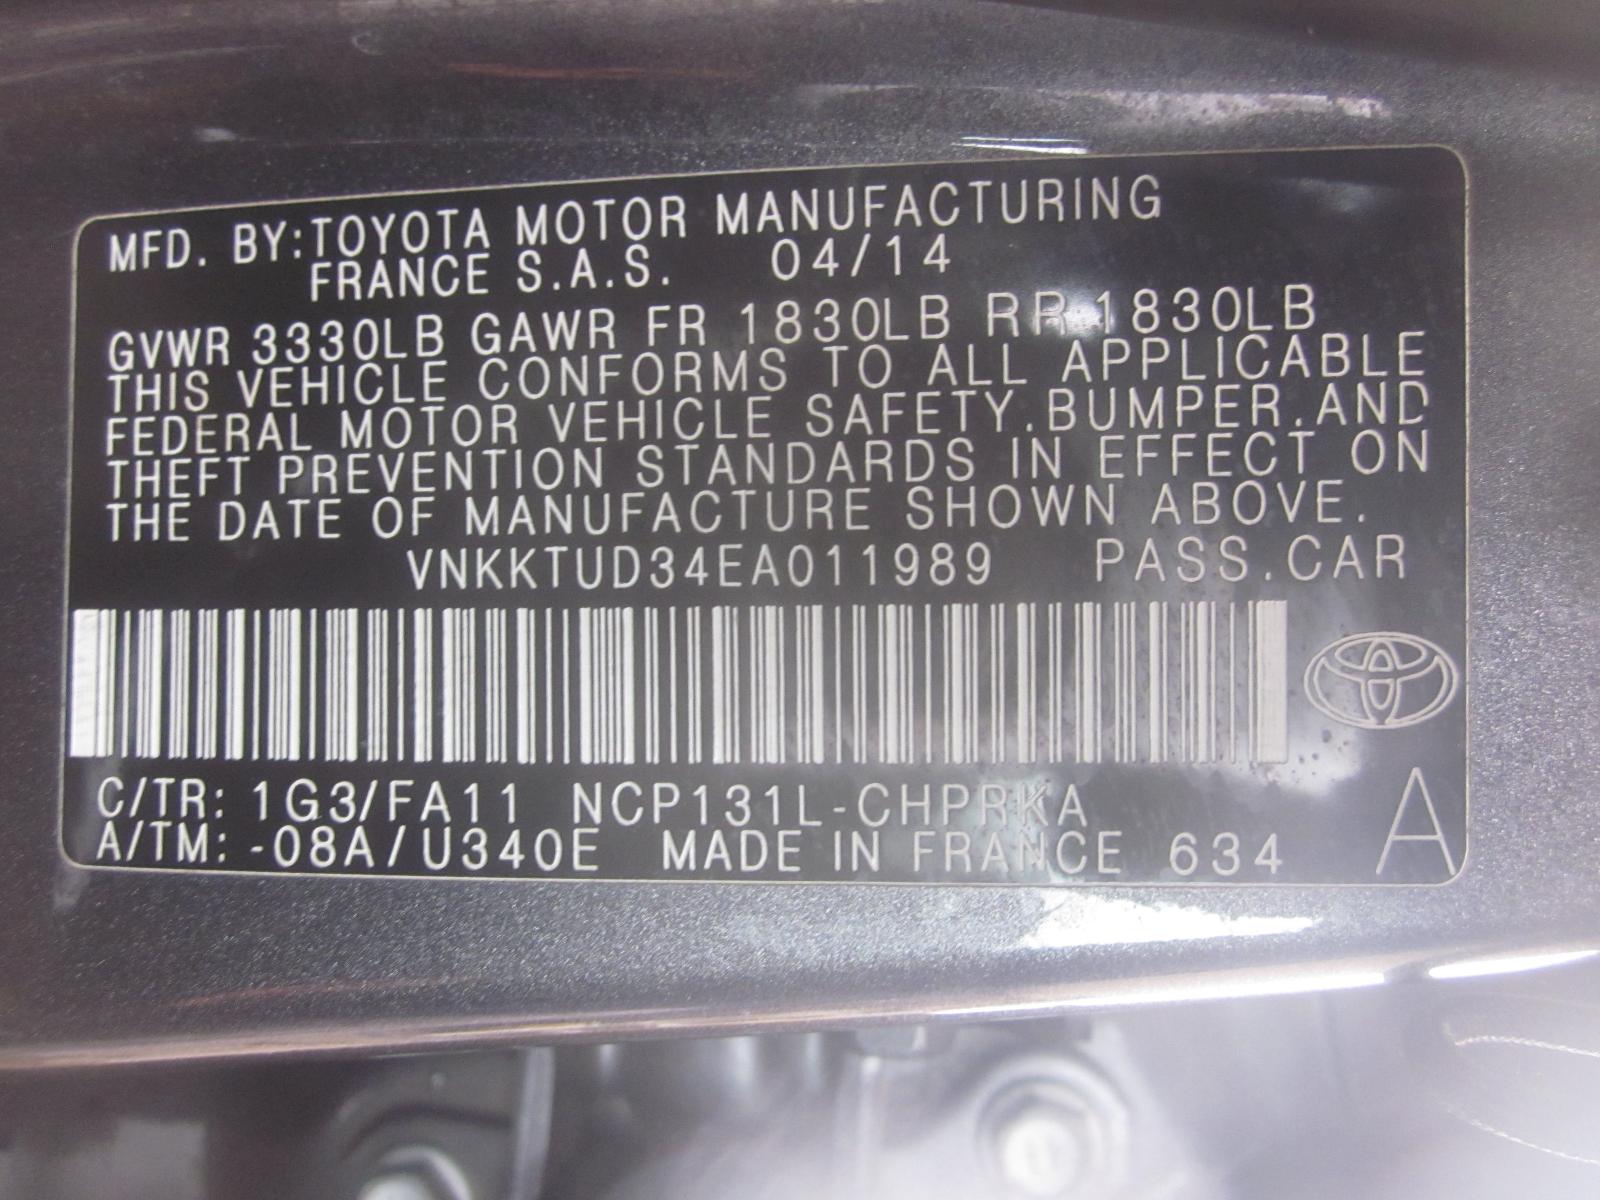 MFD. BY:TOYOTA MOTOR MANUFACTURING
FRANCE S.A.S. 04/14
GVWR 3330LB GAWR FR 1830LB RR 1830LB
THIS VEHICLE CONFORMS TO ALL APPLICABLE
FEDERAL MOTOR VEHICLE SAFETY,BUMPER,AND
THEFT PREVENTION STANDARDS IN EFFECT ON
THE DATE OF MANUFACTURE SHOWN ABOVE.
VNKKTUD34EA011989 PASS.CAR
C/TR: 1G3/FA11 NCP131L-CHPRKA
A/TM: -08A/U340E MADE IN FRANCE 634
A